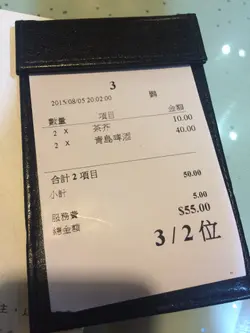 3
2015/08/05 20:02:00
數量 項目 金額
2 X 茶芥 10.00
2 X 青島啤酒 40.00
合計 2 項目 50.00
小計
服務費 5.00
總金額 $55.00
3 / 2 位